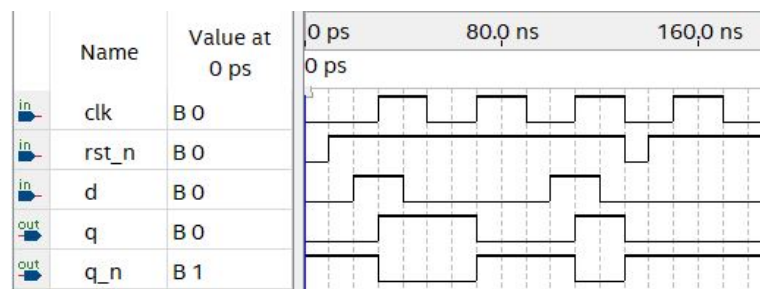 Name
Value at
0 ps
0 ps
80.0 ns
160.0 ns
0 ps
in
clk
B 0
in
rst_n
B 0
in
d
B 0
out
q
B 0
out
q_n
B 1